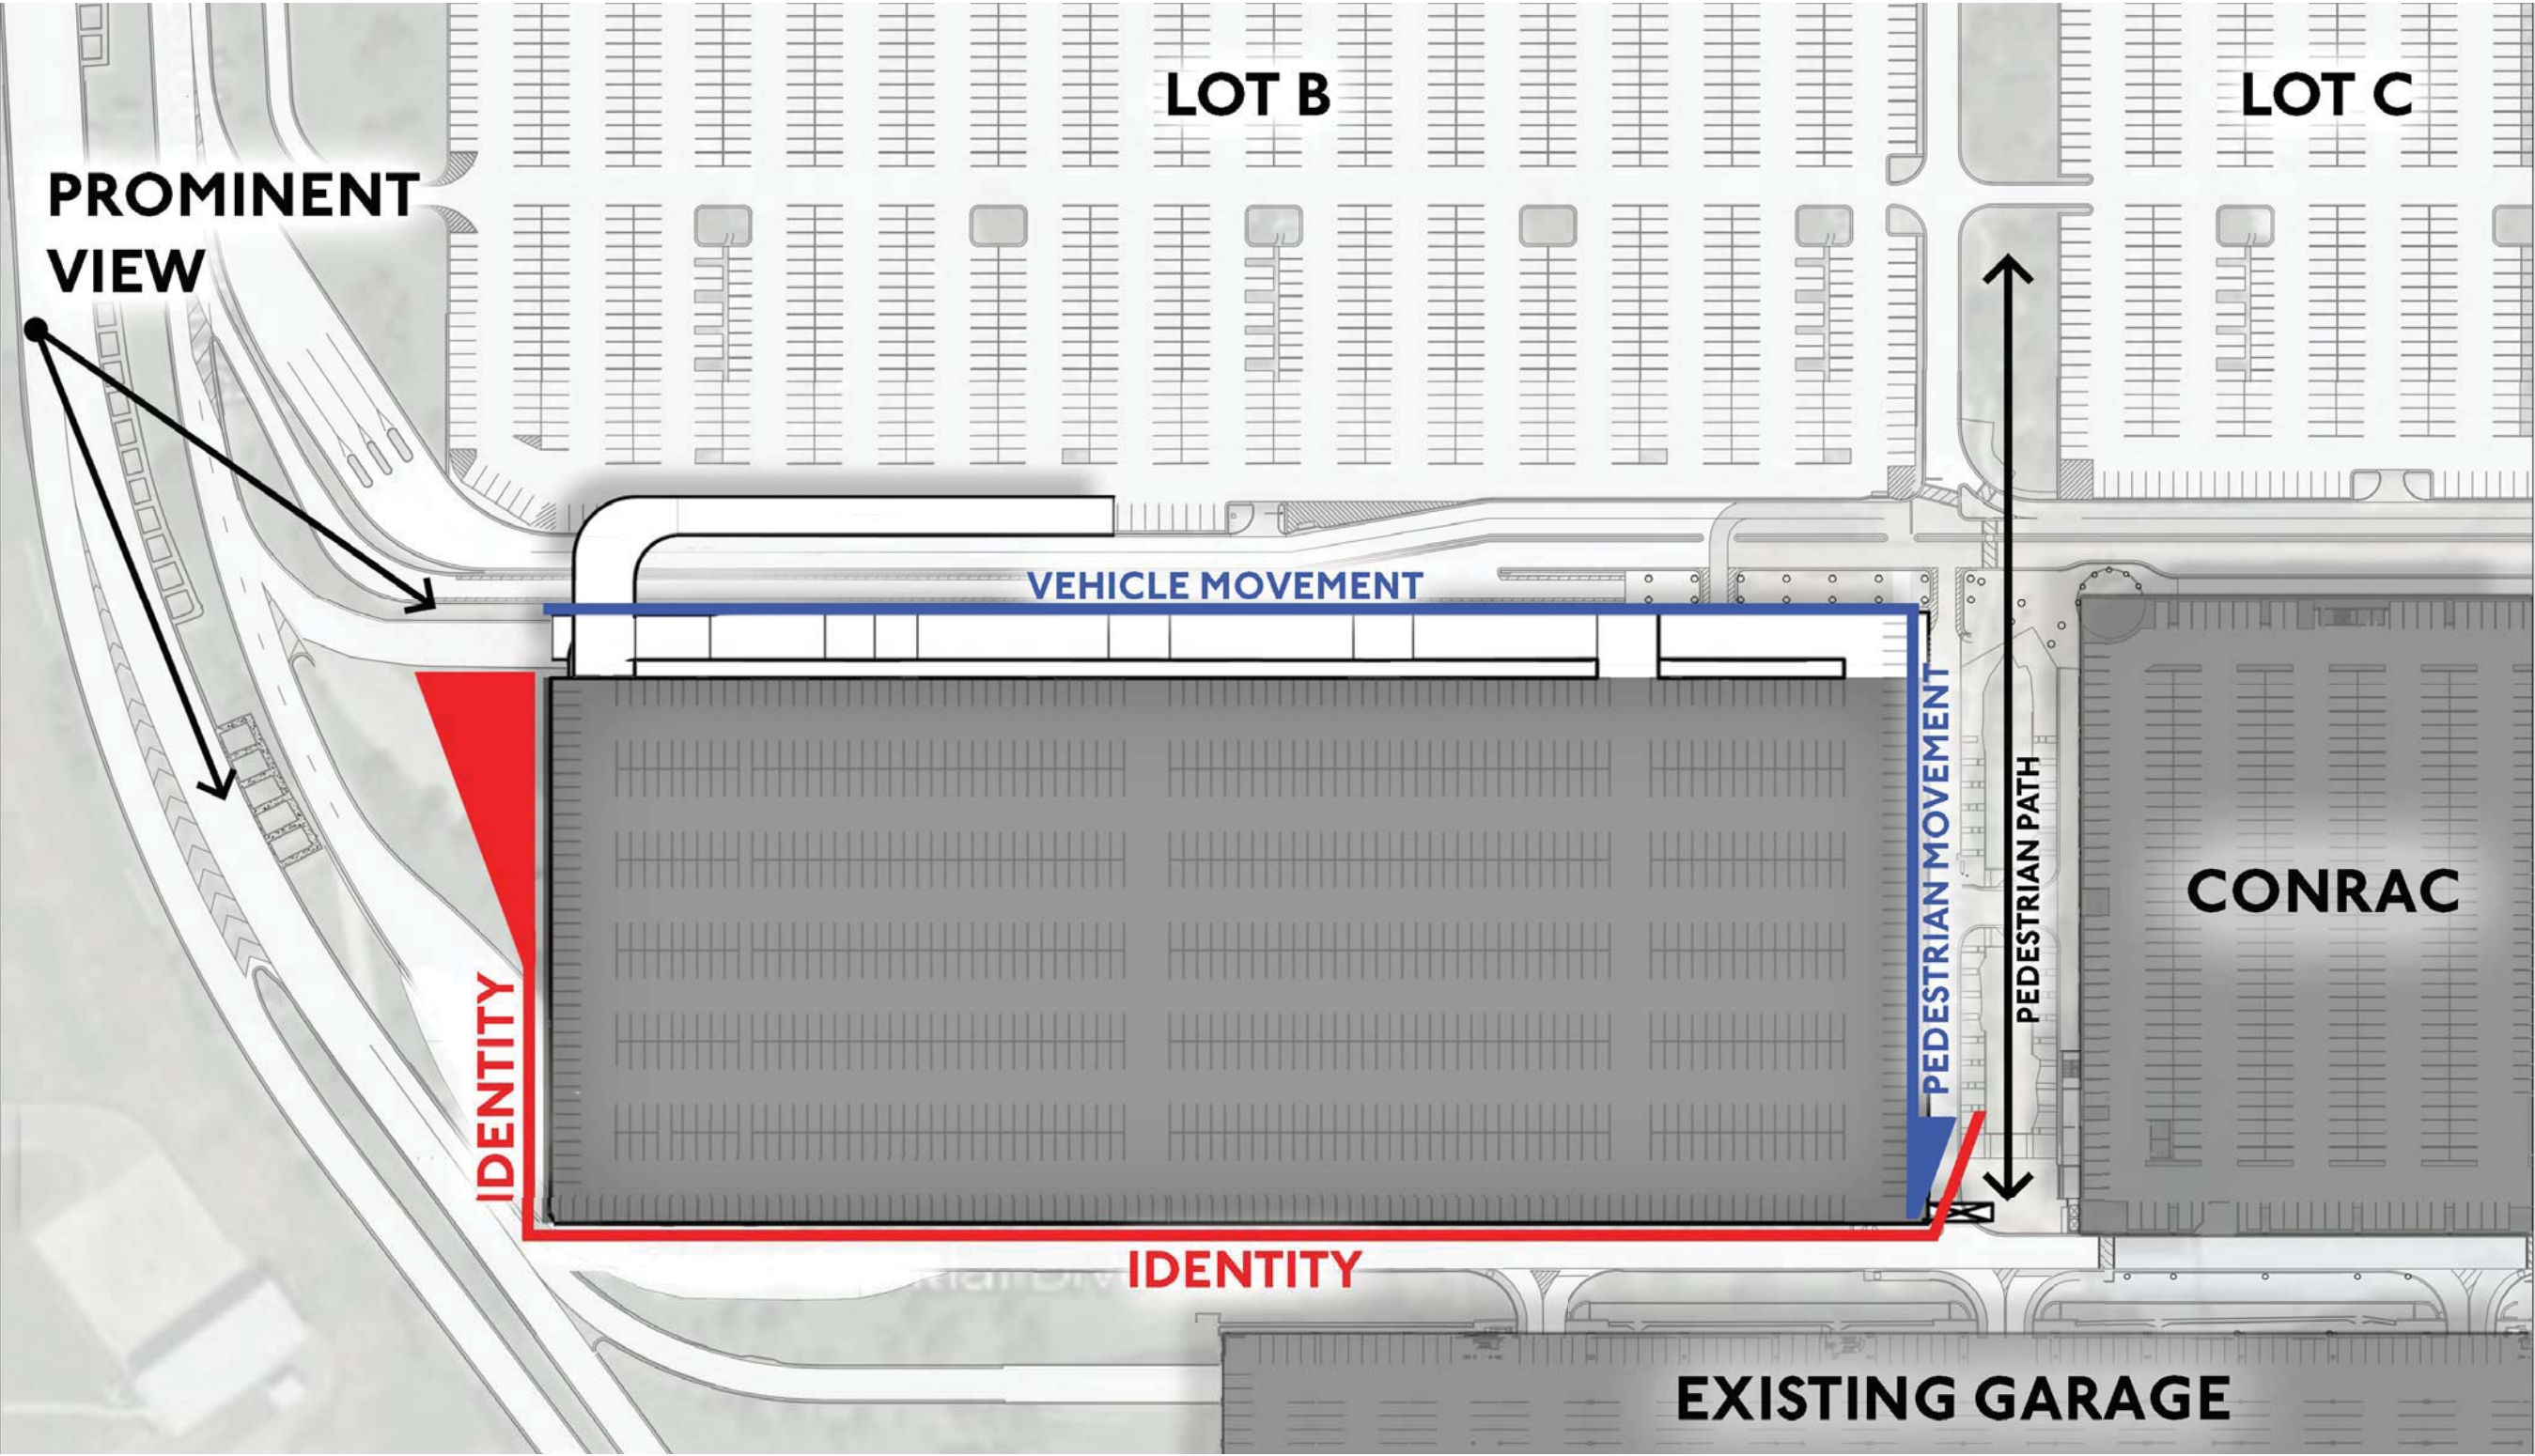 LOT B
LOT C
PROMINENT
VIEW
VEHICLE MOVEMENT
PEDESTRIAN MOVEMENT
PEDESTRIAN PATH
CONRAC
IDENTITY
IDENTITY
EXISTING GARAGE